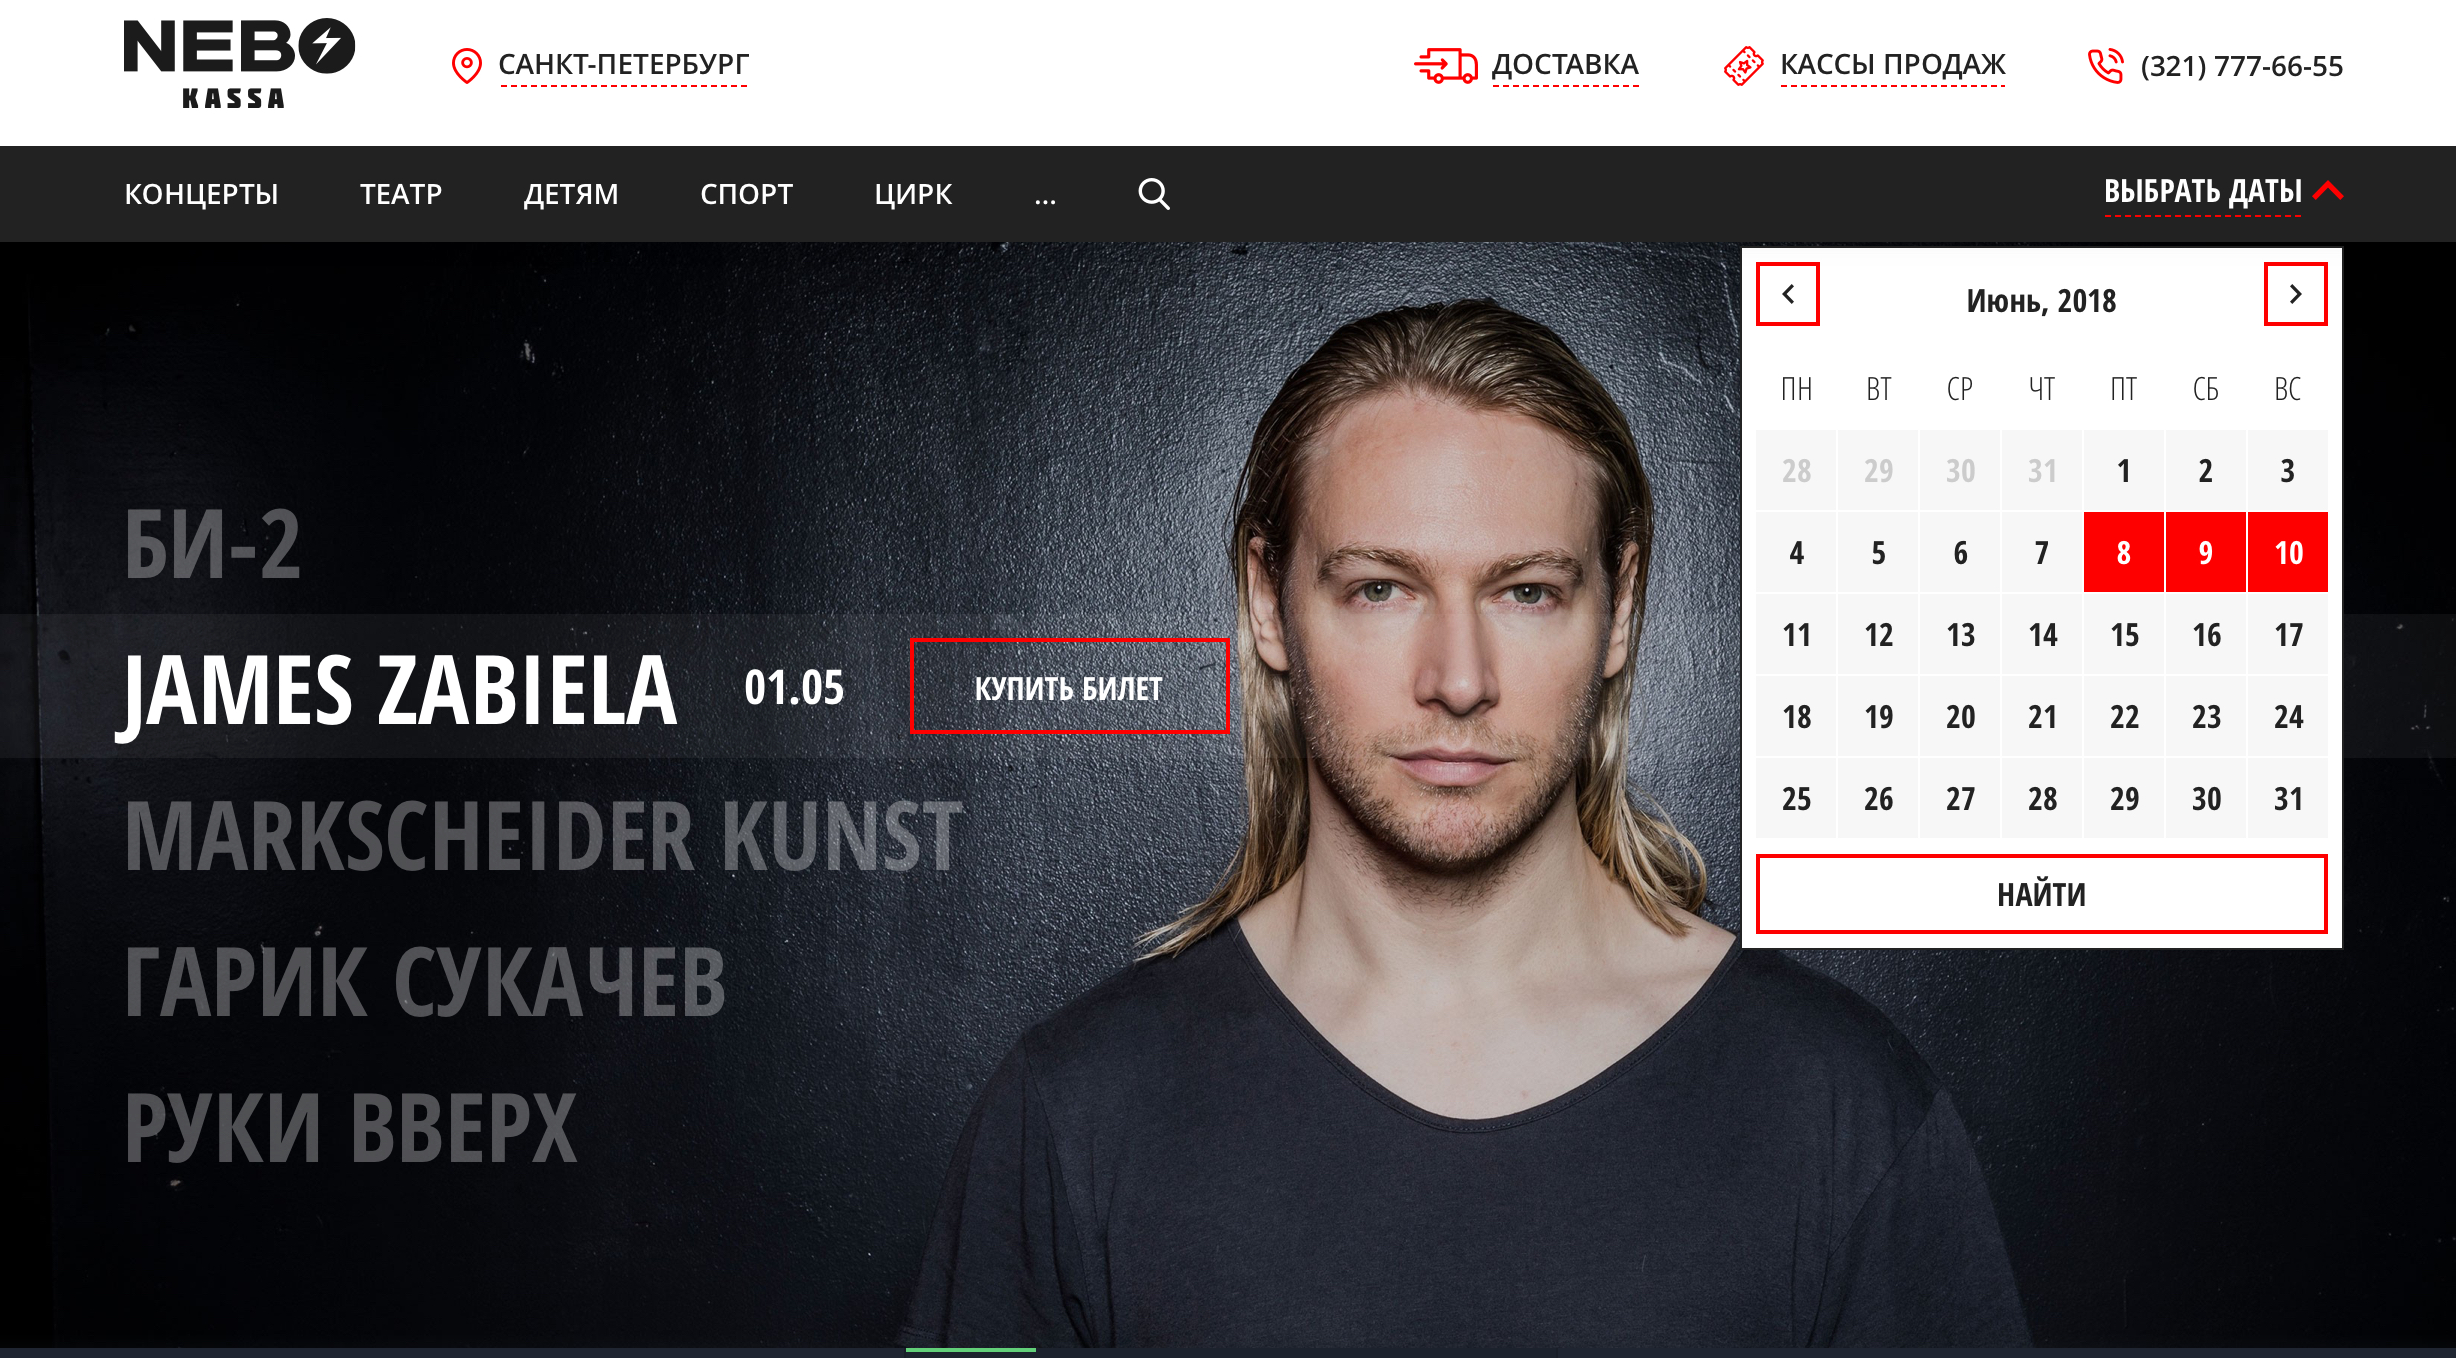 NEBO
KASSA
САНКТ-ПЕТЕРБУРГ
ДОСТАВКА
КАССЫ ПРОДАЖ
(321) 777-66-55
КОНЦЕРТЫ ТЕАТР ДЕТЯМ СПОРТ ЦИРК ...
ВЫБРАТЬ ДАТЫ
БИ-2
JAMES ZABIELA 01.05 КУПИТЬ БИЛЕТ
MARKSCHEIDER KUNST
ГАРИК СУКАЧЕВ
РУКИ ВВЕРХ
Июнь, 2018
ПН ВТ СР ЧТ ПТ СБ ВС
28 29 30 31 1 2 3
4 5 6 7 8 9 10
11 12 13 14 15 16 17
18 19 20 21 22 23 24
25 26 27 28 29 30 31
НАЙТИ